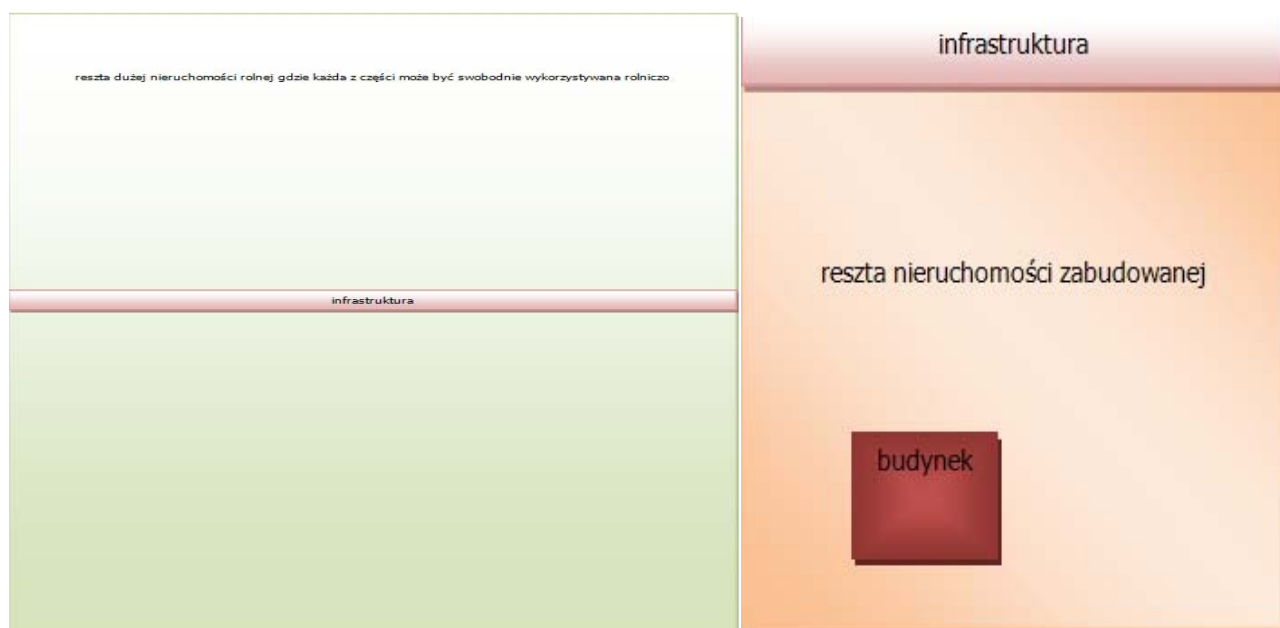 reszta dużej nieruchomości rolnej gdzie każda z części może być swobodnie wykorzystywana rolniczo
infrastruktura
infrastruktura
reszta nieruchomości zabudowanej
budynek